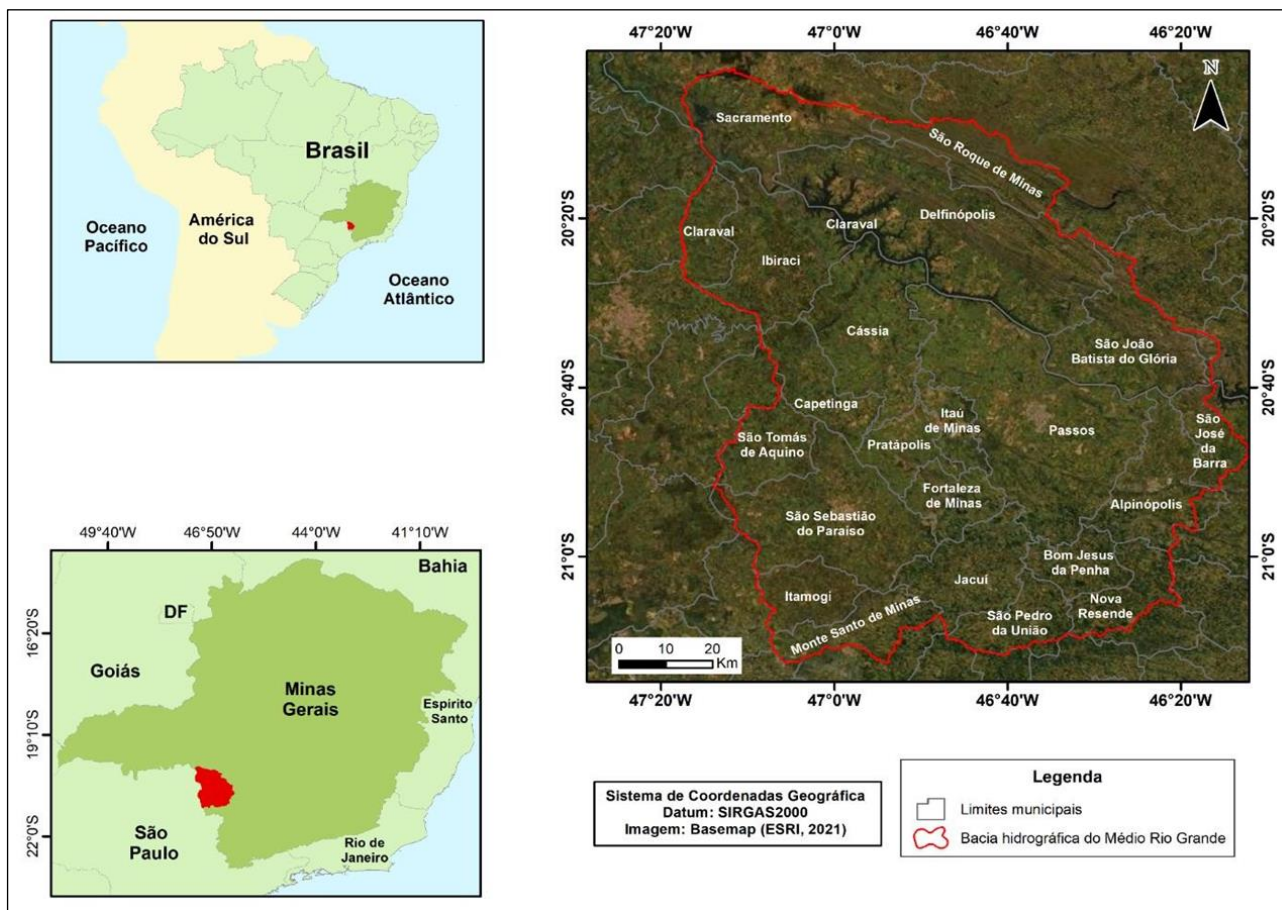 Brasil
Oceano
Pacífico
América
do Sul
Oceano
Atlântico
49°40'O
46°50'O
44°0'O
41°10'O
16°20'S
19°10'S
22°0'S
Bahia
DF
Goiás
Minas
Gerais
Espirito
Santo
São
Paulo
Rio de
Janeiro
47°20'W
47°0'W
46°40'W
46°20'W
20°20'S
20°40'S
21°0'S
N
Sacramento
São Roque de Minas
Delfinópolis
Claraval
Claraval
Ibiraci
Cássia
São João
Batista do Glória
Capetinga
Itaú
de Minas
São Tomás
de Aquino
Pratápolis
Passos
São
José
da
Barra
Fortaleza
de Minas
Alpinópolis
São Sebastião
do Paraíso
Bom Jesus
da Penha
Jacuí
Itamogi
Nova
Resende
São Pedro
da União
Monte Santo de Minas
0 10 20
Km
47°20'W
47°0'W
46°40'W
46°20'W
Sistema de Coordenadas Geográfica
Datum: SIRGAS2000
Imagem: Basemap (ESRI, 2021)
Legenda
Limites municipais
Bacia hidrográfica do Médio Rio Grande